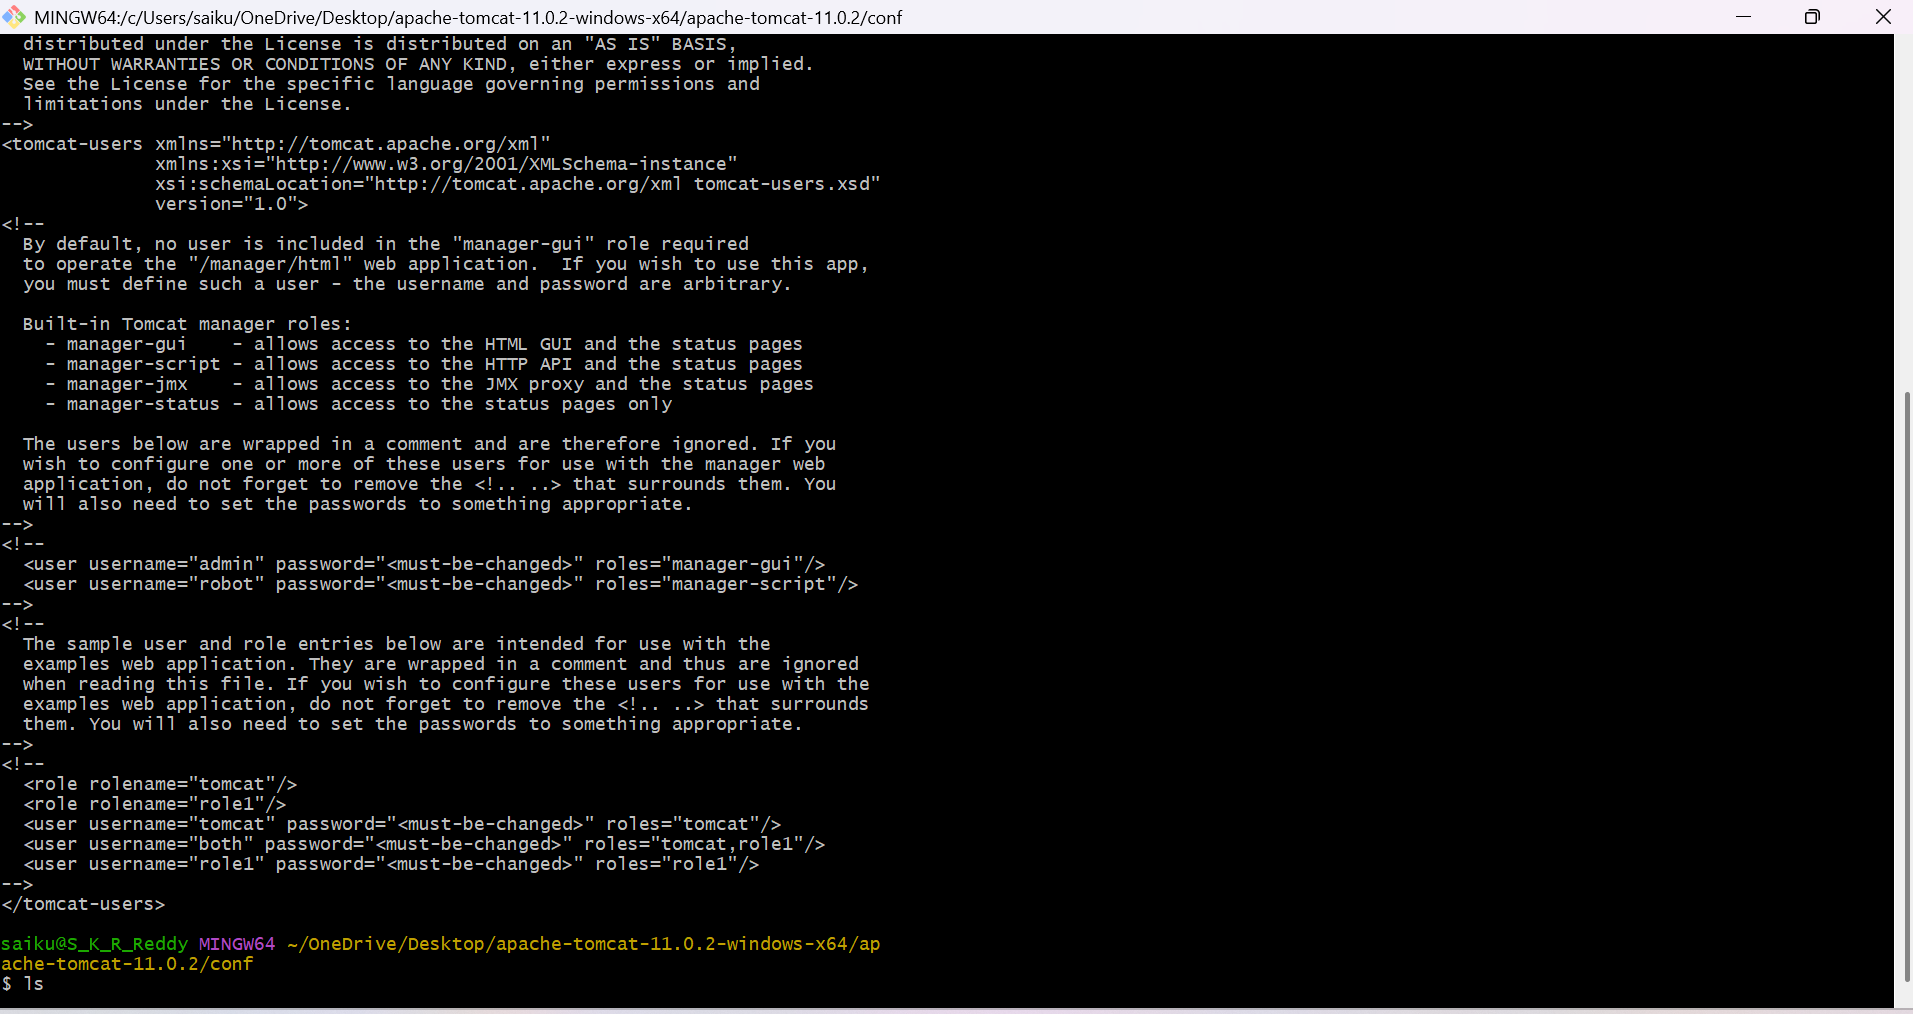 MINGW64:/c/Users/saiku/OneDrive/Desktop/apache-tomcat-11.0.2-windows-x64/apache-tomcat-11.0.2/conf
  distributed under the License is distributed on an "AS IS" BASIS,
  WITHOUT WARRANTIES OR CONDITIONS OF ANY KIND, either express or implied.
  See the License for the specific language governing permissions and
  limitations under the License.
-->
<tomcat-users xmlns="http://tomcat.apache.org/xml"
              xmlns:xsi="http://www.w3.org/2001/XMLSchema-instance"
              xsi:schemaLocation="http://tomcat.apache.org/xml tomcat-users.xsd"
              version="1.0">
<!--
  By default, no user is included in the "manager-gui" role required
  to operate the "/manager/html" web application.  If you wish to use this app,
  you must define such a user - the username and password are arbitrary.

  Built-in Tomcat manager roles:
    - manager-gui    - allows access to the HTML GUI and the status pages
    - manager-script - allows access to the HTTP API and the status pages
    - manager-jmx    - allows access to the JMX proxy and the status pages
    - manager-status - allows access to the status pages only

  The users below are wrapped in a comment and are therefore ignored. If you
  wish to configure one or more of these users for use with the manager web
  application, do not forget to remove the <!.. ..> that surrounds them. You
  will also need to set the passwords to something appropriate.
-->
<!--
  <user username="admin" password="<must-be-changed>" roles="manager-gui"/>
  <user username="robot" password="<must-be-changed>" roles="manager-script"/>
-->
<!--
  The sample user and role entries below are intended for use with the
  examples web application. They are wrapped in a comment and thus are ignored
  when reading this file. If you wish to configure these users for use with the
  examples web application, do not forget to remove the <!.. ..> that surrounds
  them. You will also need to set the passwords to something appropriate.
-->
<!--
  <role rolename="tomcat"/>
  <role rolename="role1"/>
  <user username="tomcat" password="<must-be-changed>" roles="tomcat"/>
  <user username="both" password="<must-be-changed>" roles="tomcat,role1"/>
  <user username="role1" password="<must-be-changed>" roles="role1"/>
-->
</tomcat-users>

saiku@S_K_R_Reddy MINGW64 ~/OneDrive/Desktop/apache-tomcat-11.0.2-windows-x64/ap
ache-tomcat-11.0.2/conf
$ ls